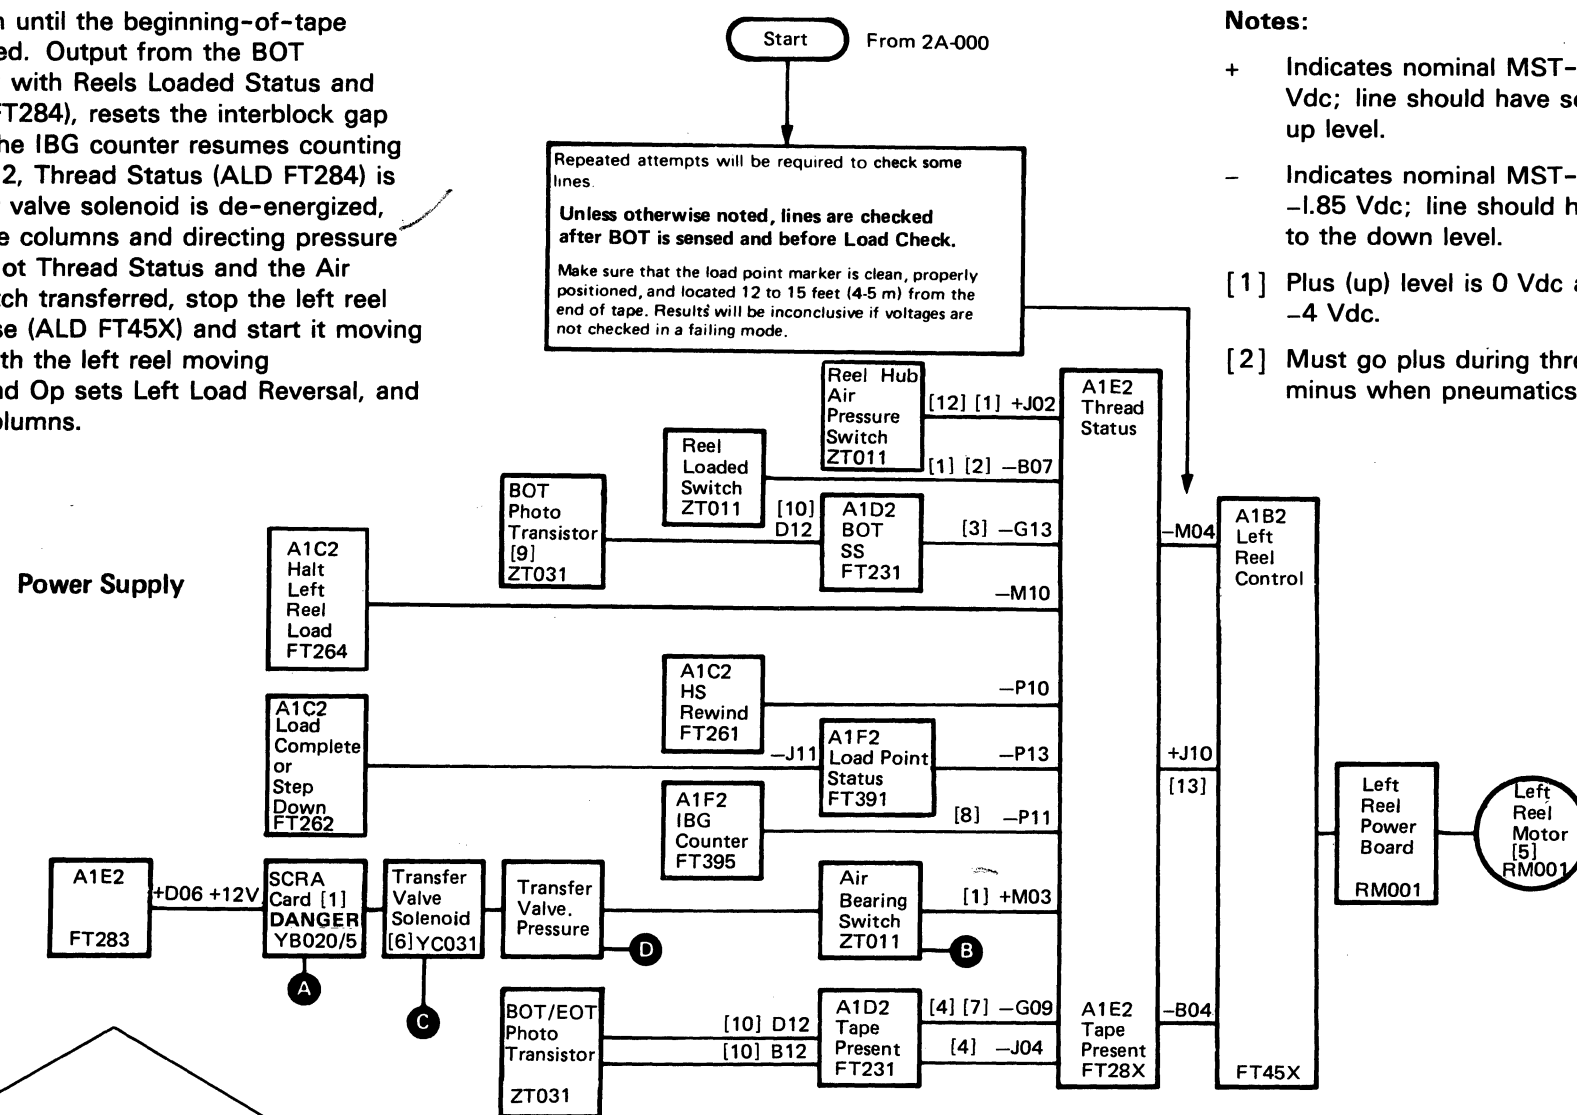 n until the beginning-of-tape
ed. Output from the BOT
with Reels Loaded Status and
FT284), resets the interblock gap
he IBG counter resumes counting
2, Thread Status (ALD FT284) is
valve solenoid is de-energized,
e columns and directing pressure
ot Thread Status and the Air
tch transferred, stop the left reel
se (ALD FT45X) and start it moving
th the left reel moving
nd Op sets Left Load Reversal, and
olumns.
Power Supply
Start
From 2A-000
Repeated attempts will be required to check some
lines.
Unless otherwise noted, lines are checked
after BOT is sensed and before Load Check.
Make sure that the load point marker is clean, properly
positioned, and located 12 to 15 feet (4-5 m) from the
end of tape. Results will be inconclusive if voltages are
not checked in a failing mode.
Notes:
+ Indicates nominal MST-
Vdc; line should have s
up level.
– Indicates nominal MST-
-l.85 Vdc; line should h
to the down level.
[1] Plus (up) level is 0 Vdc a
-4 Vdc.
[2] Must go plus during thre
minus when pneumatics
Reel Hub
Air
Pressure
Switch
ZT011
[12] [1] +J02
Reel
Loaded
Switch
ZT011
[1] [2] –B07
BOT
Photo
Transistor
[9]
ZT031
[10]
D12
A1D2
BOT
SS
FT231
[3] –G13
A1C2
Halt
Left
Reel
Load
FT264
–M10
A1C2
HS
Rewind
FT261
–P10
A1C2
Load
Complete
or
Step
Down
FT262
–J11
A1F2
Load Point
Status
FT391
–P13
A1F2
IBG
Counter
FT395
[8] –P11
A1E2
FT283
+D06 +12V
SCRA
Card [1]
DANGER
YB020/5
A
Transfer
Valve
Solenoid
[6] YC031
C
Transfer
Valve.
Pressure
D
Air
Bearing
Switch
ZT011
[1] +M03
B
BOT/EOT
Photo
Transistor
ZT031
[10] D12
[10] B12
A1D2
Tape
Present
FT231
[4] [7] –G09
[4] –J04
A1E2
Thread
Status
A1E2
Tape
Present
FT28X
–M04
+J10
[13]
–B04
A1B2
Left
Reel
Control
FT45X
Left
Reel
Power
Board
RM001
Left
Reel
Motor
[5]
RM001